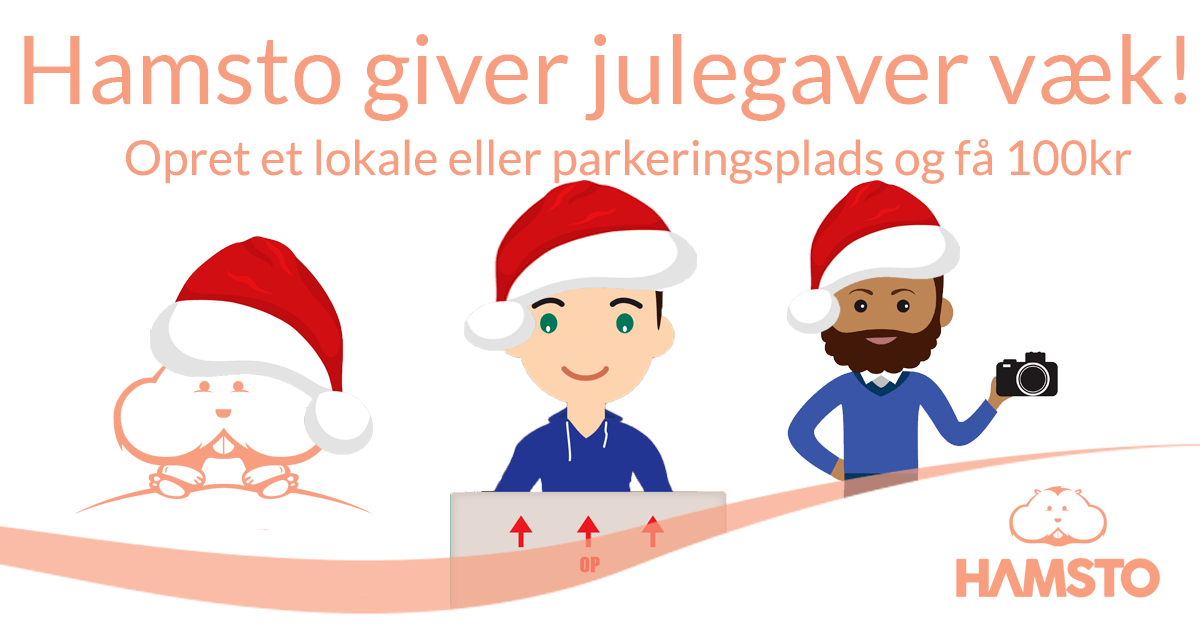 Hamsto giver julegaver væk!
Opret et lokale eller parkeringsplads og få 100kr
OP
HAMSTO